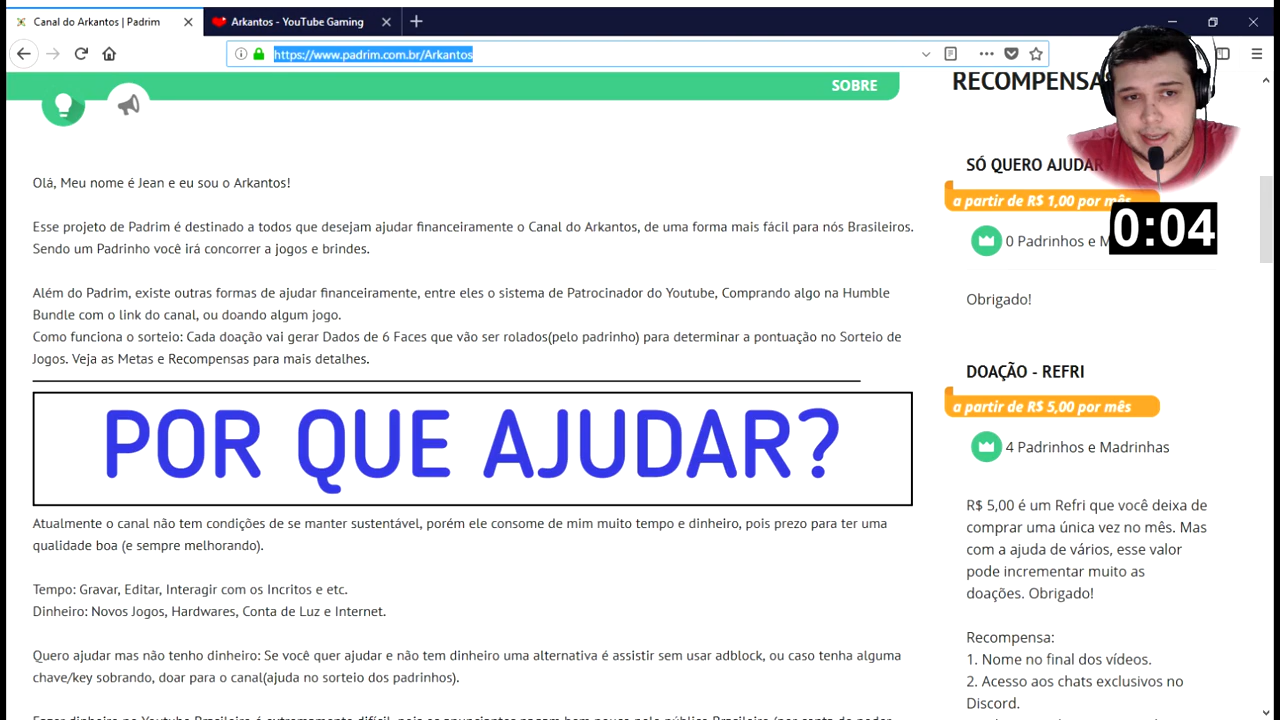 Canal do Arkantos | Padrim
Arkantos - YouTube Gaming
https://www.padrim.com.br/Arkantos
SOBRE
Olá, Meu nome é Jean e eu sou o Arkantos!
Esse projeto de Padrim é destinado a todos que desejam ajudar financeiramente o Canal do Arkantos, de uma forma mais fácil para nós Brasileiros.
Sendo um Padrinho você irá concorrer a jogos e brindes.
Além do Padrim, existe outras formas de ajudar financeiramente, entre eles o sistema de Patrocinador do Youtube, Comprando algo na Humble
Bundle com o link do canal, ou doando algum jogo.
Como funciona o sorteio: Cada doação vai gerar Dados de 6 Faces que vão ser rolados(pelo padrinho) para determinar a pontuação no Sorteio de
Jogos. Veja as Metas e Recompensas para mais detalhes.
POR QUE AJUDAR?
Atualmente o canal não tem condições de se manter sustentável, porém ele consome de mim muito tempo e dinheiro, pois prezo para ter uma
qualidade boa (e sempre melhorando).
Tempo: Gravar, Editar, Interagir com os Incritos e etc.
Dinheiro: Novos Jogos, Hardwares, Conta de Luz e Internet.
Quero ajudar mas não tenho dinheiro: Se você quer ajudar e não tem dinheiro uma alternativa é assistir sem usar adblock, ou caso tenha alguma
chave/key sobrando, doar para o canal(ajuda no sorteio dos padrinhos).
RECOMPENSA
SÓ QUERO AJUDAR
a partir de R$ 1,00 por mês
0 Padrinhos e M
0:04
Obrigado!
DOAÇÃO - REFRI
a partir de R$ 5,00 por mês
4 Padrinhos e Madrinhas
R$ 5,00 é um Refri que você deixa de
comprar uma única vez no mês. Mas
com a ajuda de vários, esse valor
pode incrementar muito as
doações. Obrigado!
Recompensa:
1. Nome no final dos vídeos.
2. Acesso aos chats exclusivos no
Discord.